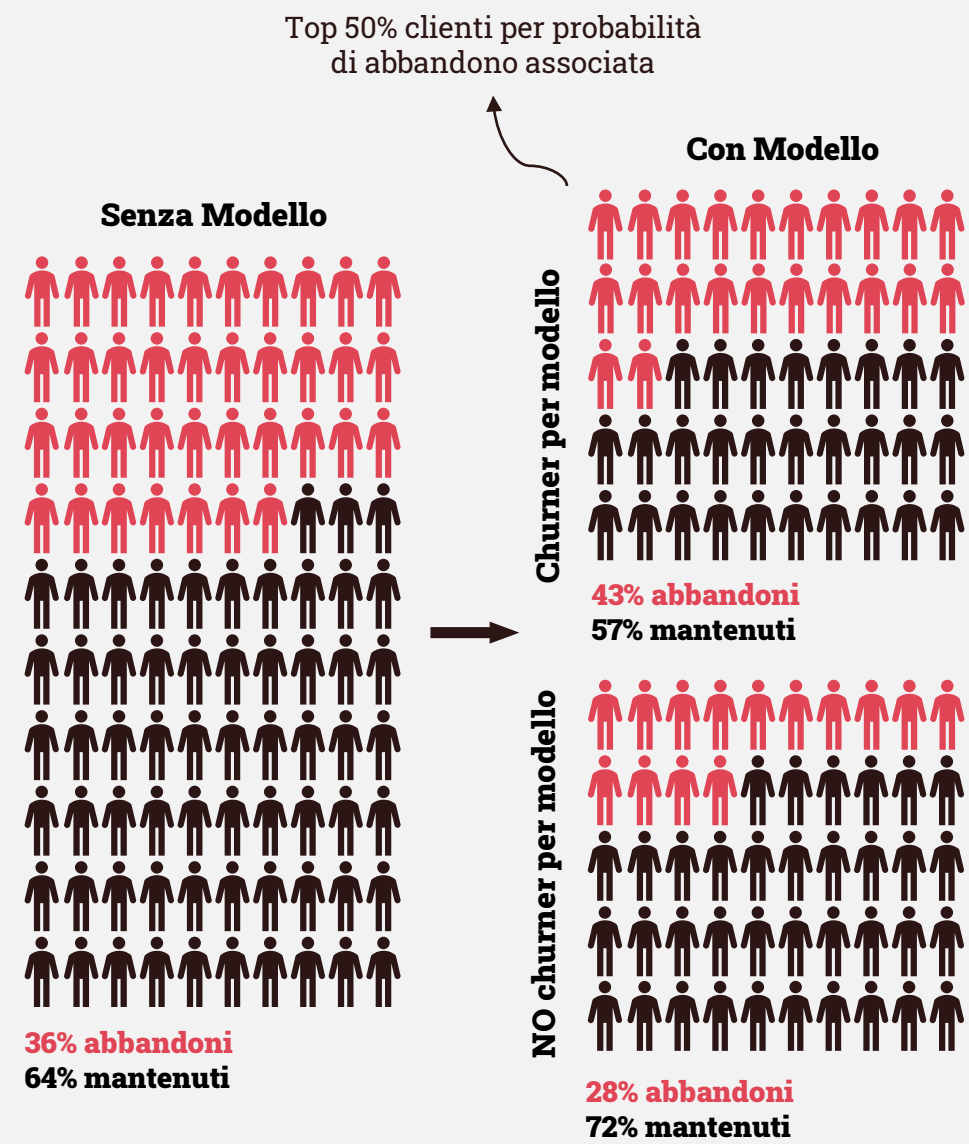 Top 50% clienti per probabilità
di abbandono associata
Senza Modello
36% abbandoni
64% mantenuti
Con Modello
Churner per modello
43% abbandoni
57% mantenuti
NO churner per modello
28% abbandoni
72% mantenuti